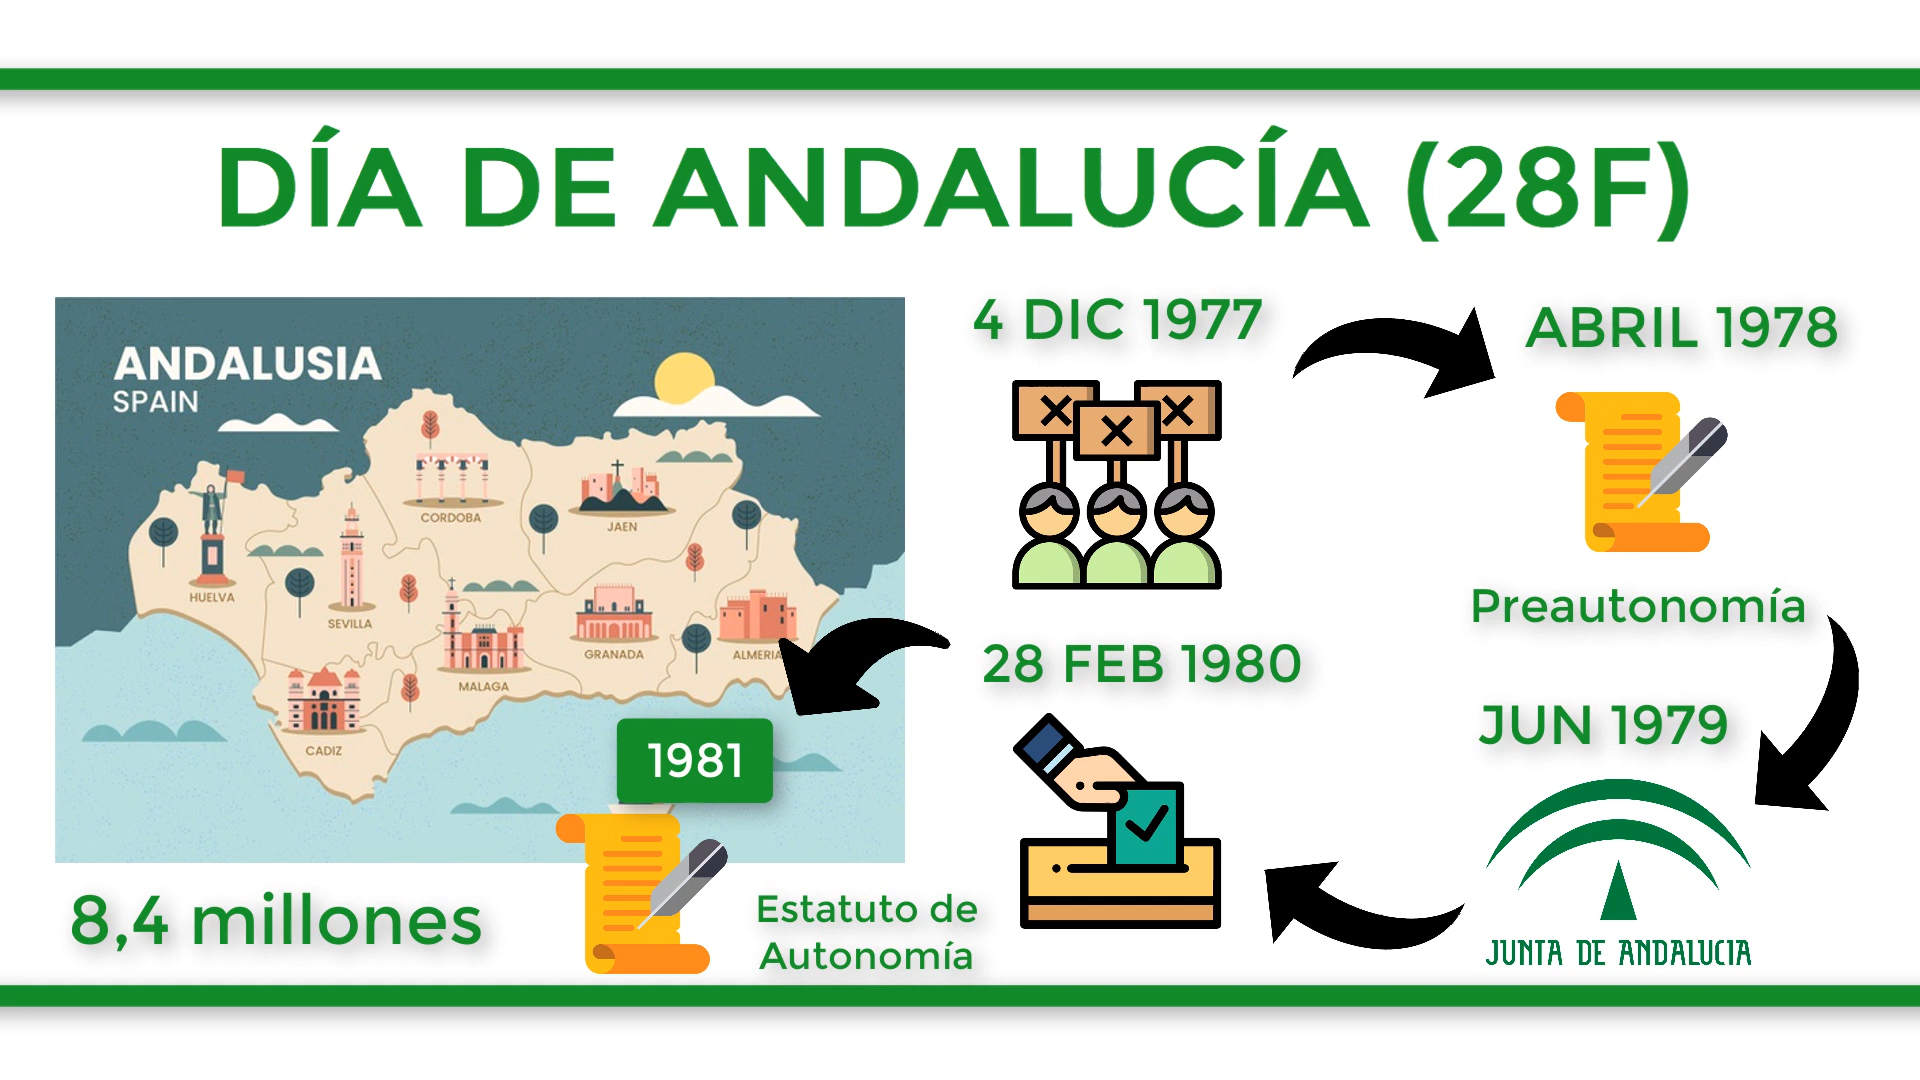 DÍA DE ANDALUCÍA (28F)
ANDALUSIA
SPAIN
CORDOBA
JAEN
HUELVA
SEVILLA
GRANADA
ALMERIA
MALAGA
CADIZ
4 DIC 1977
ABRIL 1978
Preautonomía
JUN 1979
JUNTA DE ANDALUCIA
28 FEB 1980
1981
Estatuto de
Autonomía
8,4 millones